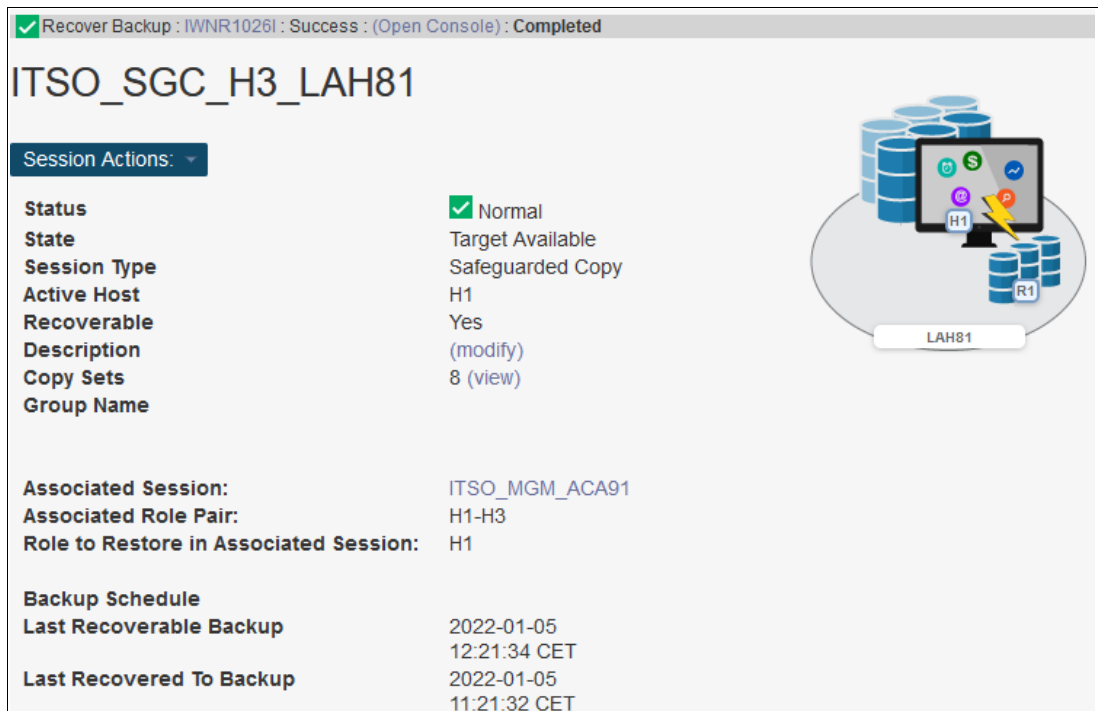 Recover Backup : IWNR1026I : Success : (Open Console) : Completed
ITSO_SGC_H3_LAH81
Session Actions:
Status Normal
State Target Available
Session Type Safeguarded Copy
Active Host H1
Recoverable Yes
Description (modify)
Copy Sets 8 (view)
Group Name
Associated Session: ITSO_MGM_ACA91
Associated Role Pair: H1-H3
Role to Restore in Associated Session: H1
Backup Schedule
Last Recoverable Backup 2022-01-05
12:21:34 CET
Last Recovered To Backup 2022-01-05
11:21:32 CET
$
@
H1
R1
LAH81